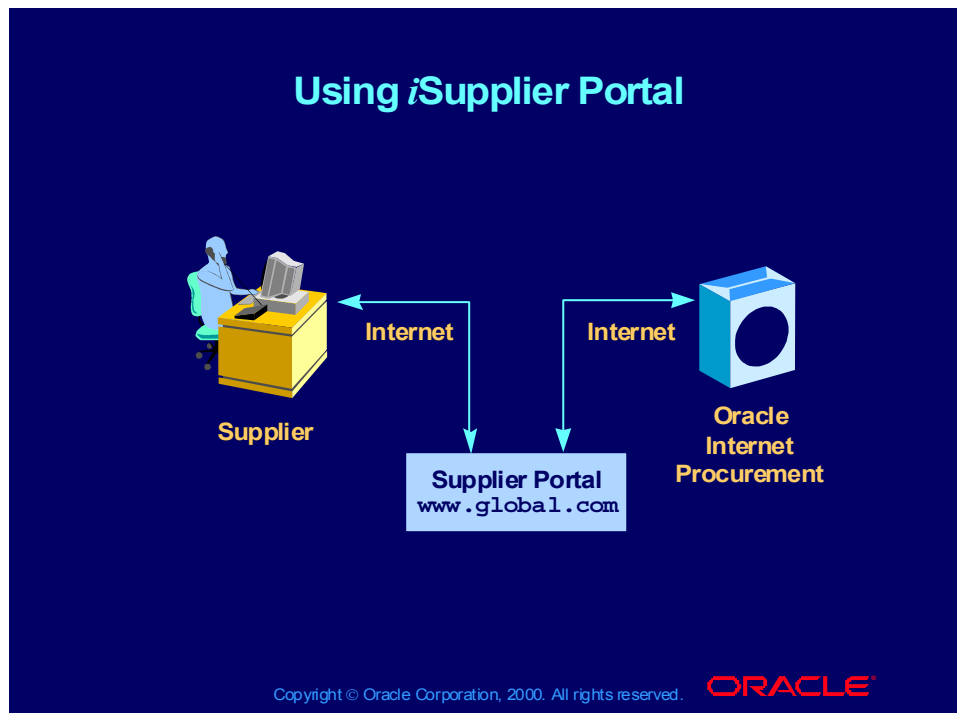 Using iSupplier Portal
Internet
Internet
Supplier
Oracle
Internet
Procurement
Supplier Portal
www.global.com
Copyright © Oracle Corporation, 2000. All rights reserved.
ORACLE®